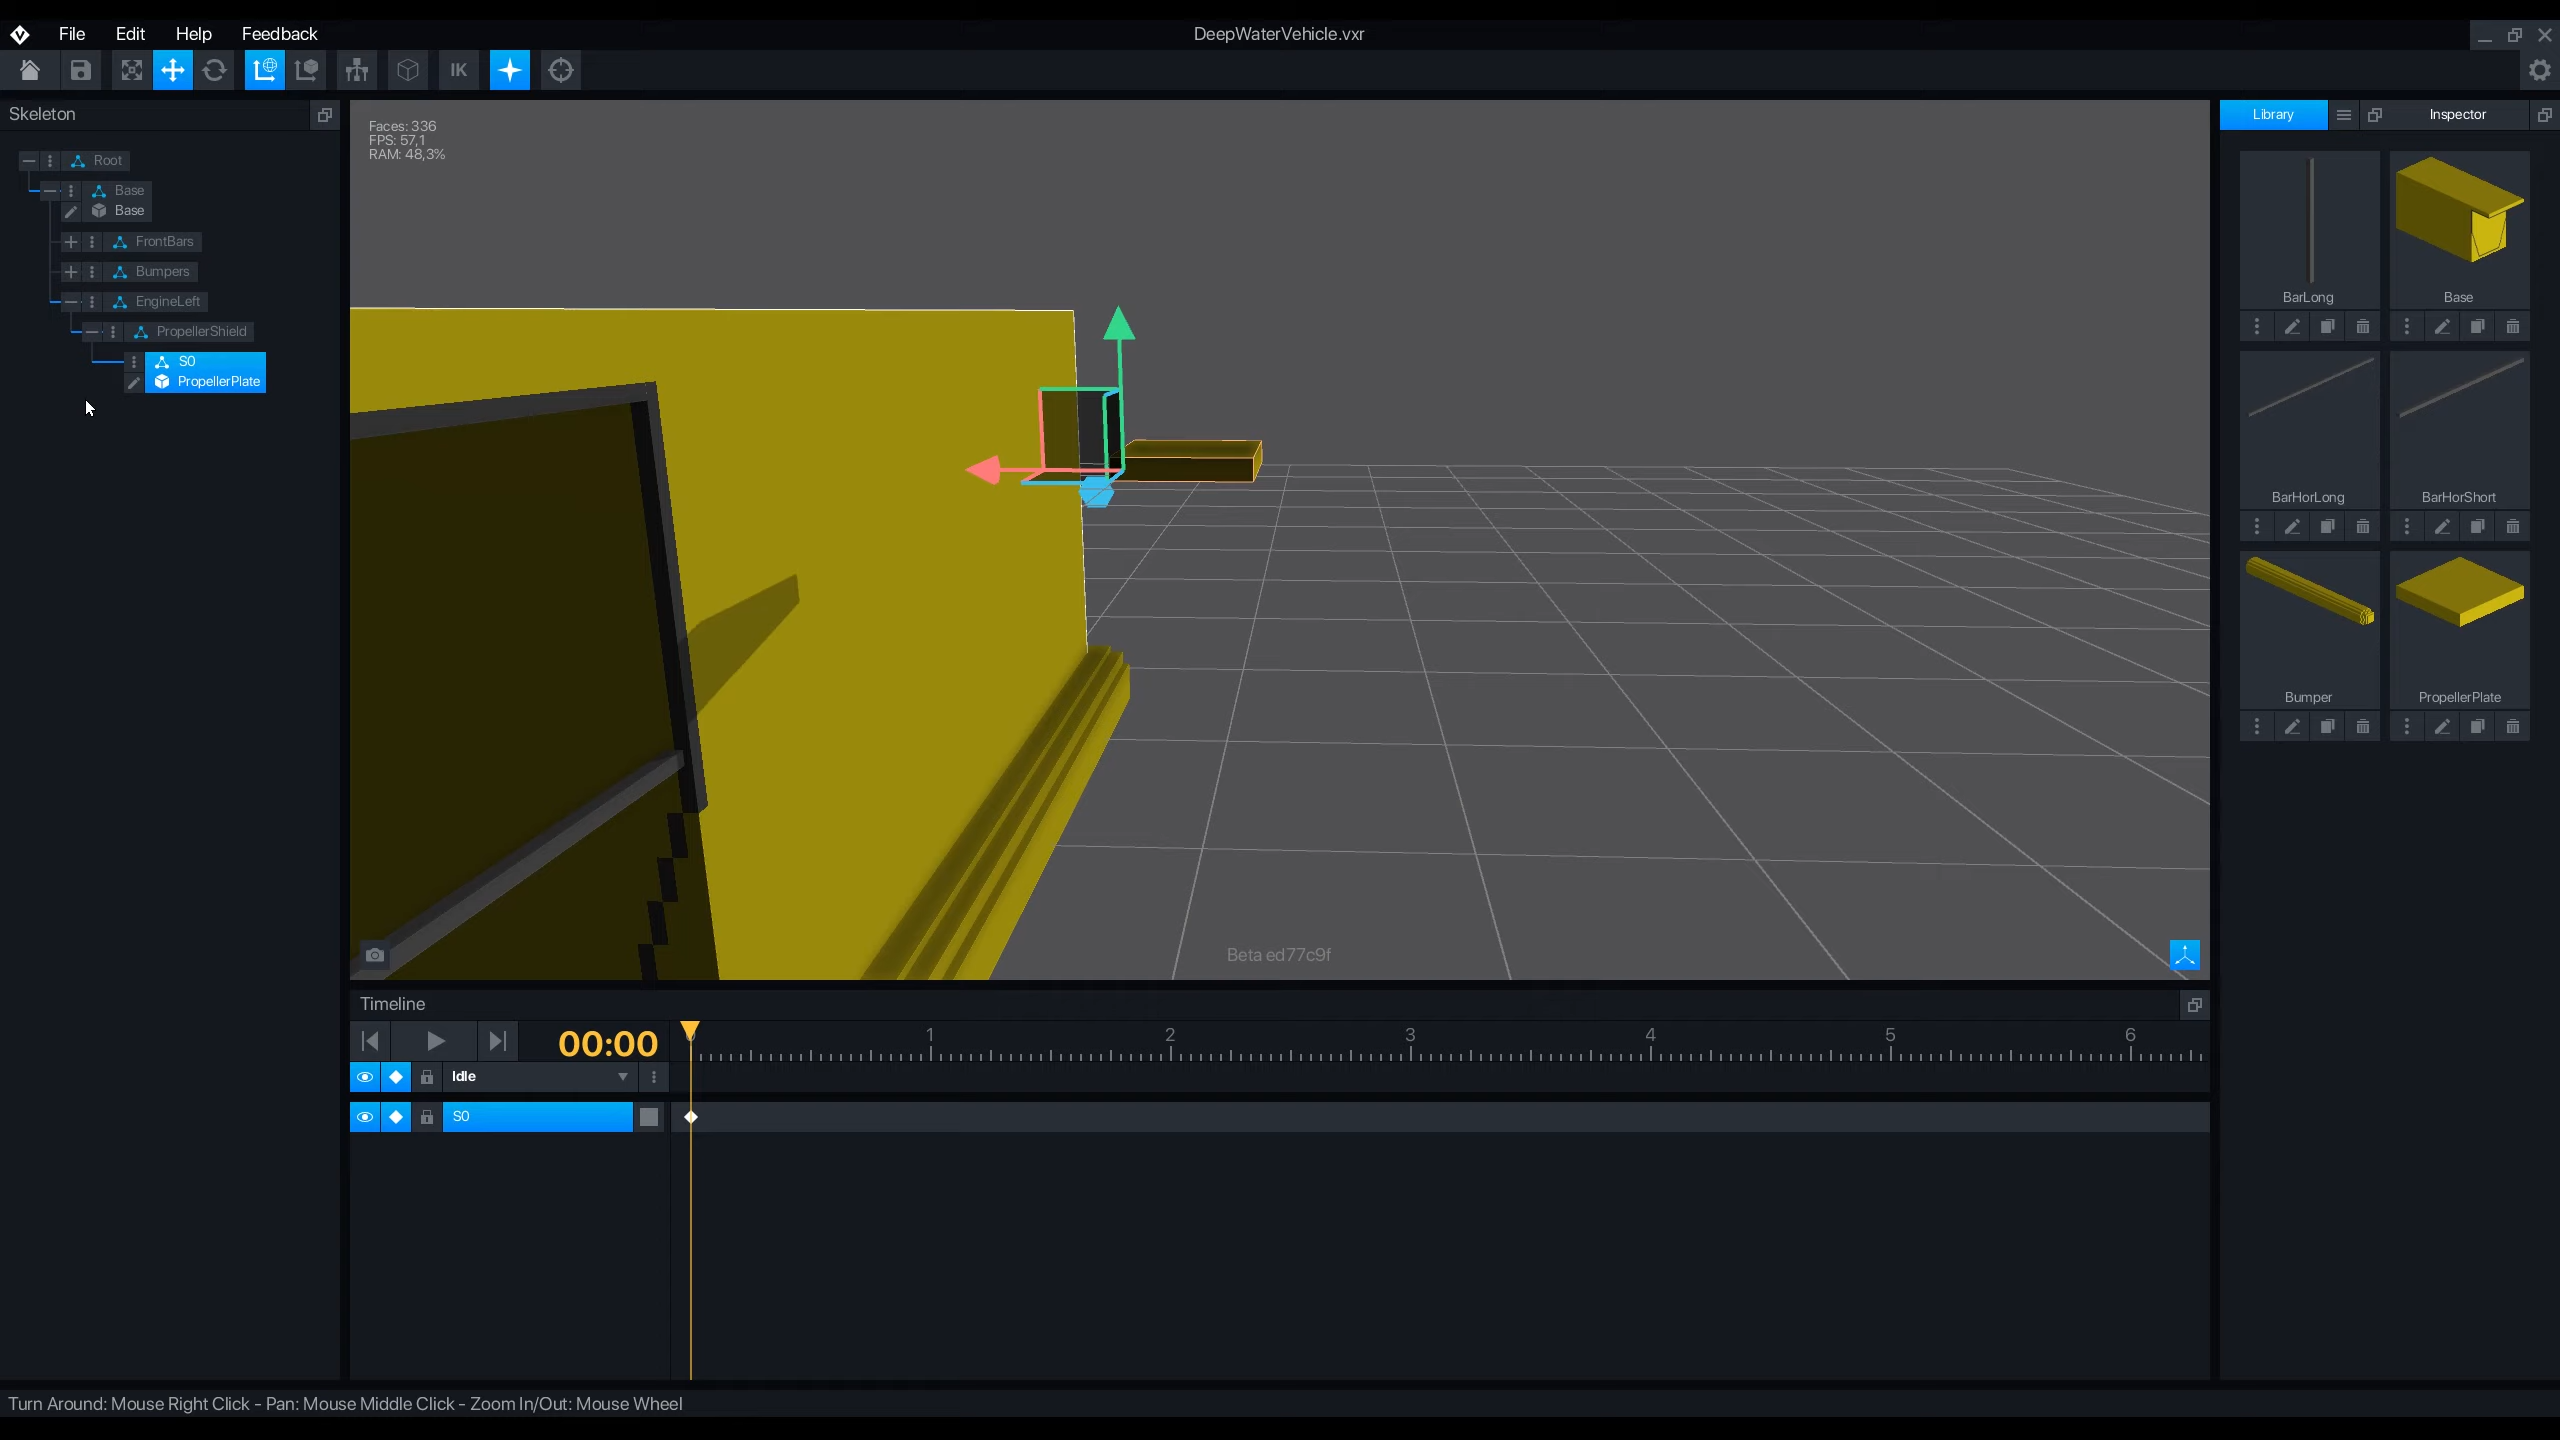 File Edit Help Feedback
DeepWaterVehicle.vxr
IK
Skeleton
Root
Base
Base
FrontBars
Bumpers
EngineLeft
PropellerShield
S0
PropellerPlate
Faces: 336
FPS: 57,1
RAM: 48,3%
Beta ed77c9f
Library
Inspector
BarLong
Base
BarHorLong
BarHorShort
Bumper
PropellerPlate
Timeline
00:00
0 1 2 3 4 5 6
Idle
S0
Turn Around: Mouse Right Click - Pan: Mouse Middle Click - Zoom In/Out: Mouse Wheel